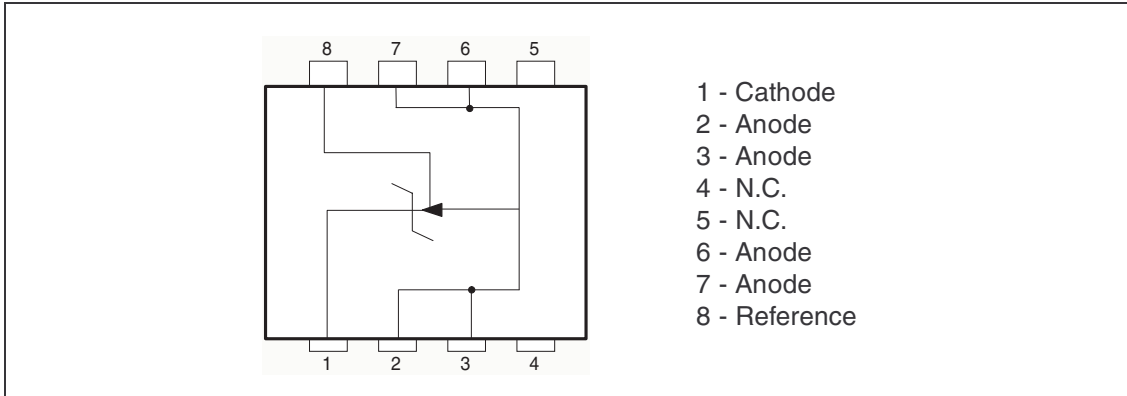 8 7 6 5
1 2 3 4
1 - Cathode
2 - Anode
3 - Anode
4 - N.C.
5 - N.C.
6 - Anode
7 - Anode
8 - Reference